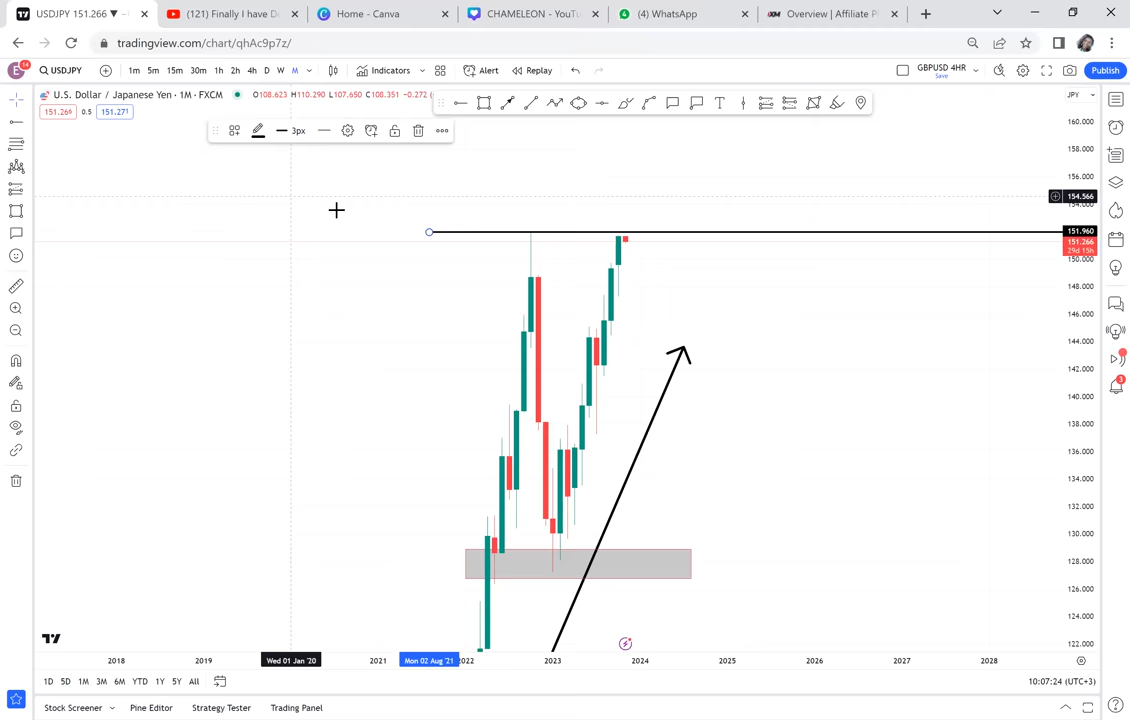 USDJPY 151.266 ▼
(121) Finally I have D
Home - Canva
CHAMELEON - YouT
(4) WhatsApp
Overview | Affiliate P
tradingview.com/chart/qhAc9p7z/
E
14
USDJPY
1m 5m 15m 30m 1h 2h 4h D W M
Indicators
Alert
Replay
GBPUSD 4HR
Save
Publish
U.S. Dollar / Japanese Yen · 1M · FXCM
O108.623 H110.290 L107.650 C108.351 −0.272
151.266 0.5 151.271
3px
JPY
160.000
158.000
156.000
154.566
154.000
151.960
151.266
29d 15h
150.000
148.000
146.000
144.000
142.000
140.000
138.000
136.000
134.000
132.000
130.000
128.000
126.000
124.000
122.000
3
2018 2019 Wed 01 Jan '20 2021 Mon 02 Aug '21 2022 2023 2024 2025 2026 2027 2028
1D 5D 1M 3M 6M YTD 1Y 5Y All
10:07:24 (UTC+3)
Stock Screener Pine Editor Strategy Tester Trading Panel